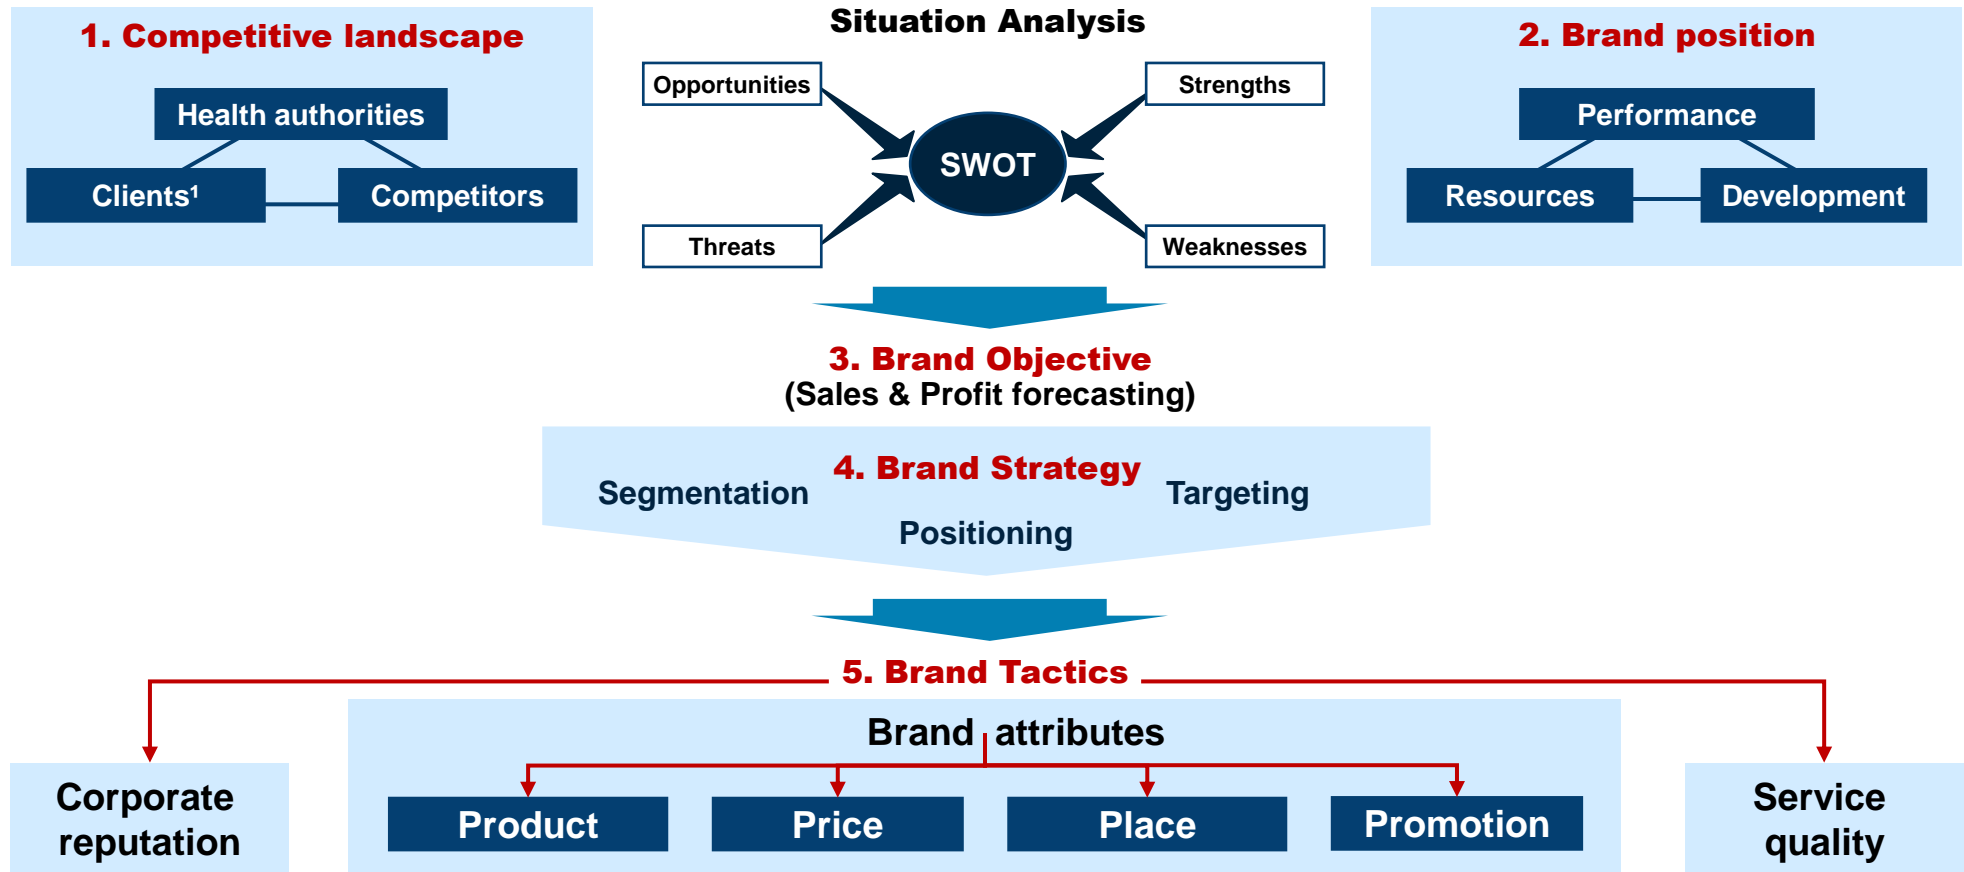 Situation Analysis
1. Competitive landscape
Health authorities
Clients¹
Competitors
Opportunities
Strengths
SWOT
Threats
Weaknesses
2. Brand position
Performance
Resources
Development
3. Brand Objective
(Sales & Profit forecasting)
4. Brand Strategy
Segmentation
Targeting
Positioning
5. Brand Tactics
Corporate
reputation
Brand attributes
Product
Price
Place
Promotion
Service
quality